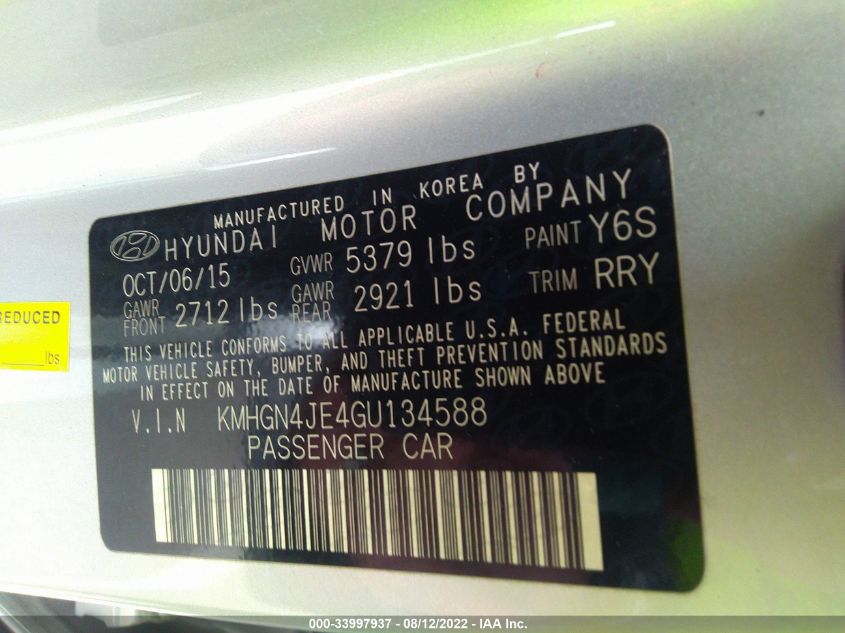 MANUFACTURED IN KOREA BY
HYUNDAI MOTOR COMPANY
OCT/06/15 GVWR 5379 lbs PAINT Y6S
GAWR FRONT 2712 lbs GAWR REAR 2921 lbs TRIM RRY
THIS VEHICLE CONFORMS TO ALL APPLICABLE U.S.A. FEDERAL
MOTOR VEHICLE SAFETY, BUMPER, AND THEFT PREVENTION STANDARDS
IN EFFECT ON THE DATE OF MANUFACTURE SHOWN ABOVE
V.I.N KMHGN4JE4GU134588
PASSENGER CAR
REDUCED
lbs
000-33997937 - 08/12/2022 - IAA Inc.